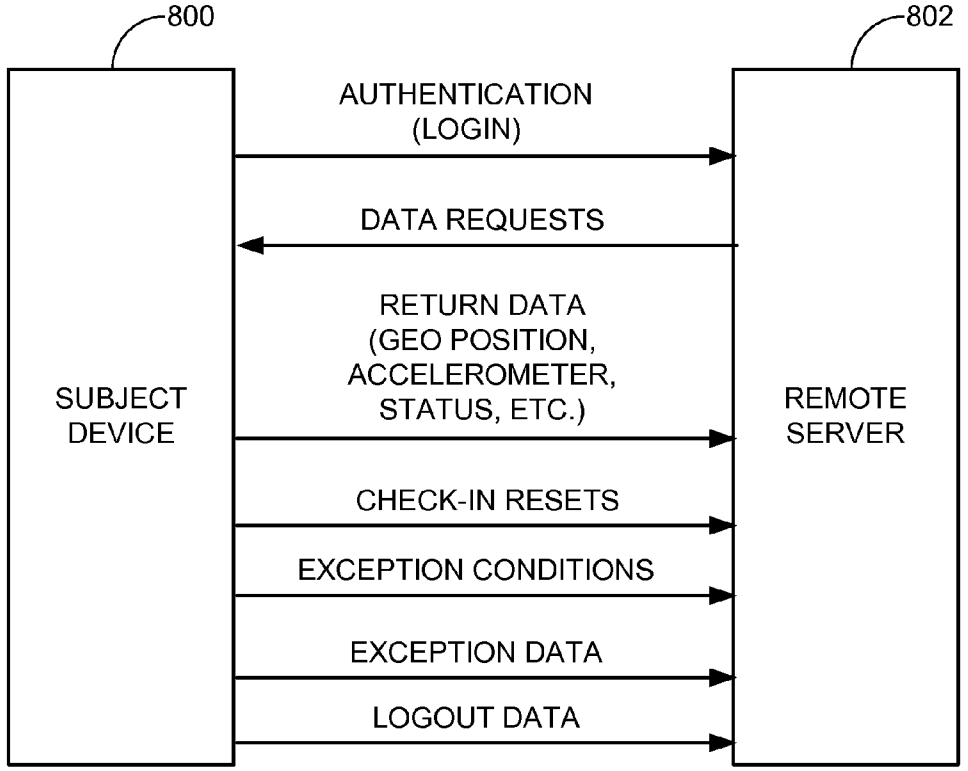 800
802
AUTHENTICATION
(LOGIN)
DATA REQUESTS
RETURN DATA
(GEO POSITION,
ACCELEROMETER,
STATUS, ETC.)
SUBJECT
DEVICE
REMOTE
SERVER
CHECK-IN RESETS
EXCEPTION CONDITIONS
EXCEPTION DATA
LOGOUT DATA